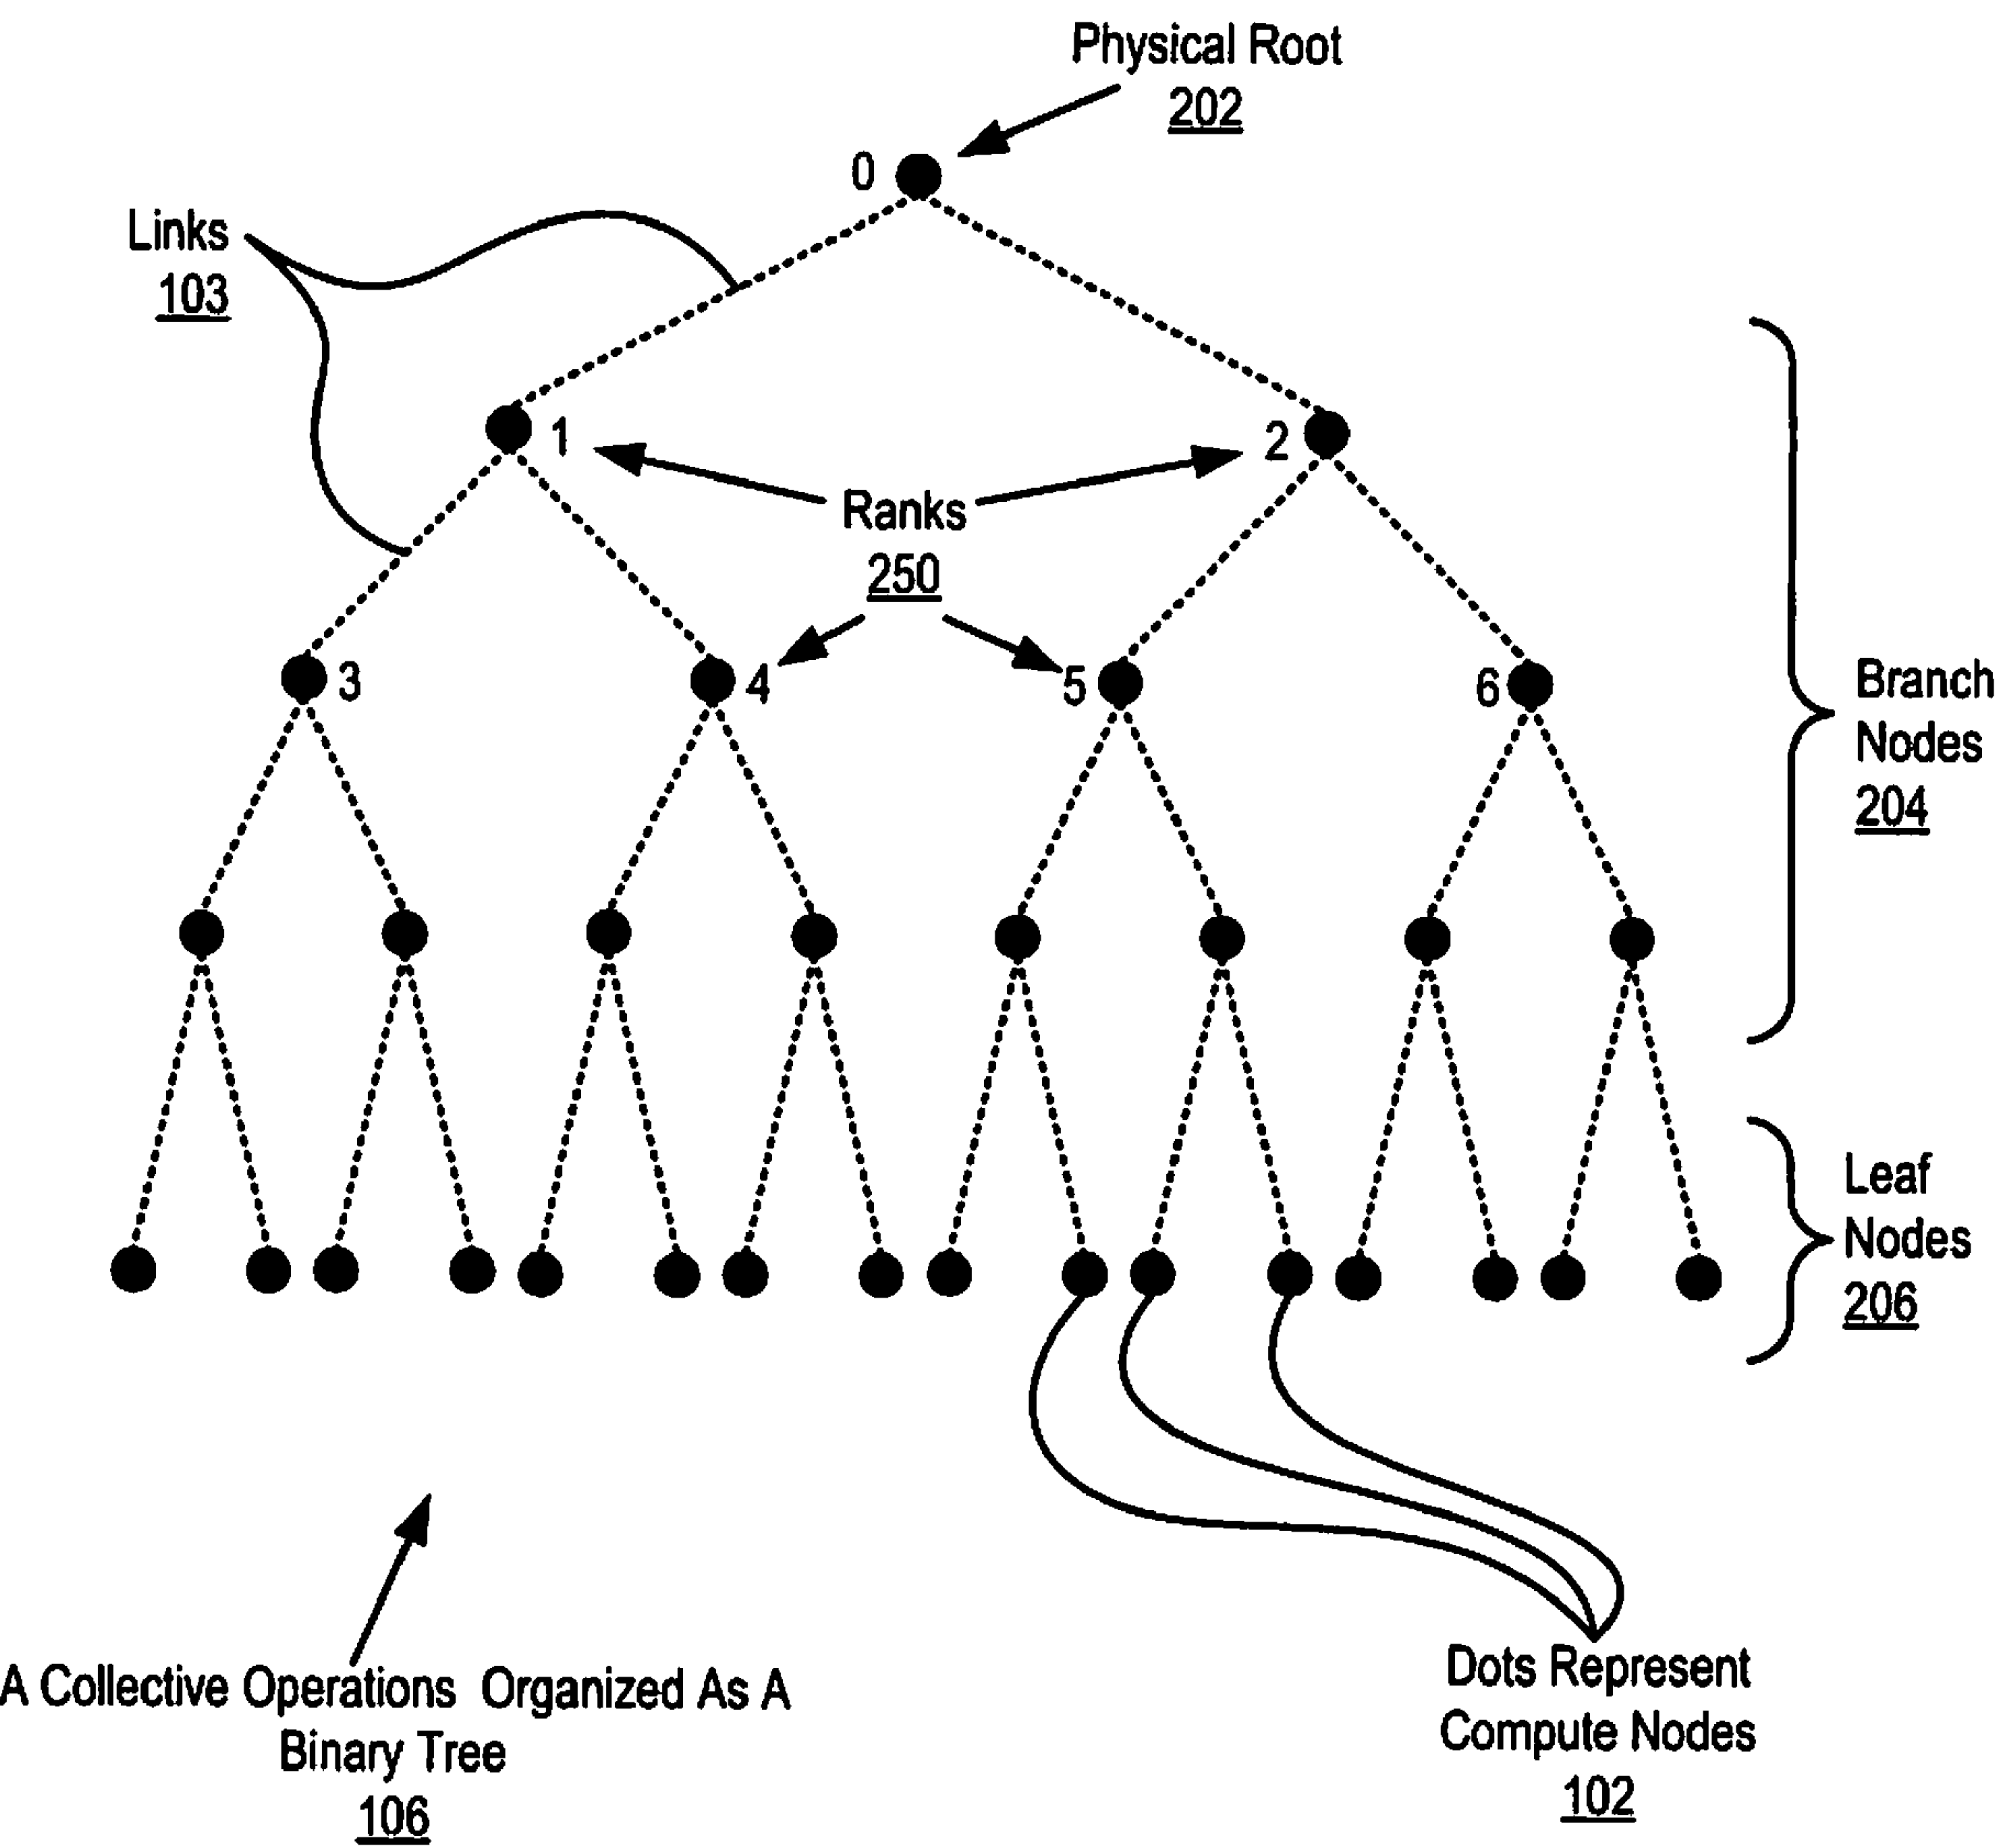 Physical Root
202
0
Links
103
1
2
Ranks
250
3
4
5
6
Branch
Nodes
204
Leaf
Nodes
206
A Collective Operations Organized As A
Binary Tree
106
Dots Represent
Compute Nodes
102